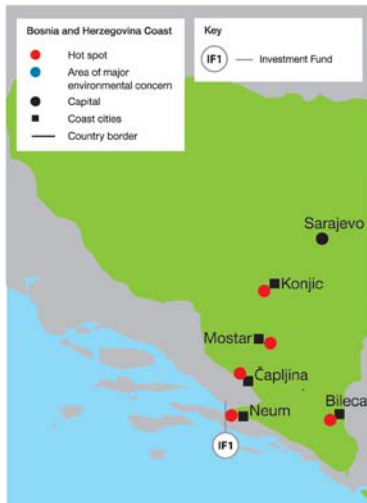 Bosnia and Herzegovina Coast
Hot spot
Area of major
environmental concern
Capital
Coast cities
Country border
Key
IF1
Investment Fund
Sarajevo
Konjic
Mostar
Čapljina
Bileca
Neum
IF1